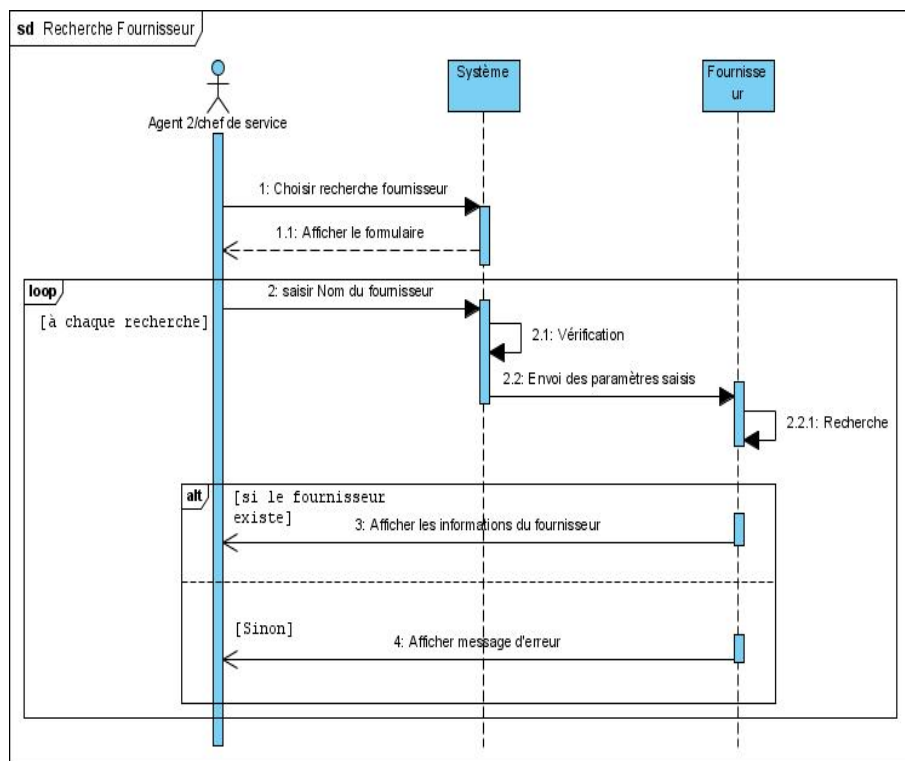 sd Recherche Fournisseur
Système
Fournisse
ur
Agent 2/chef de service
1: Choisir recherche fournisseur
1.1: Afficher le formulaire
loop
2: saisir Nom du fournisseur
[à chaque recherche]
2.1: Vérification
2.2: Envoi des paramètres saisis
2.2.1: Recherche
alt
[si le fournisseur
existe]
3: Afficher les informations du fournisseur
[Sinon]
4: Afficher message d'erreur